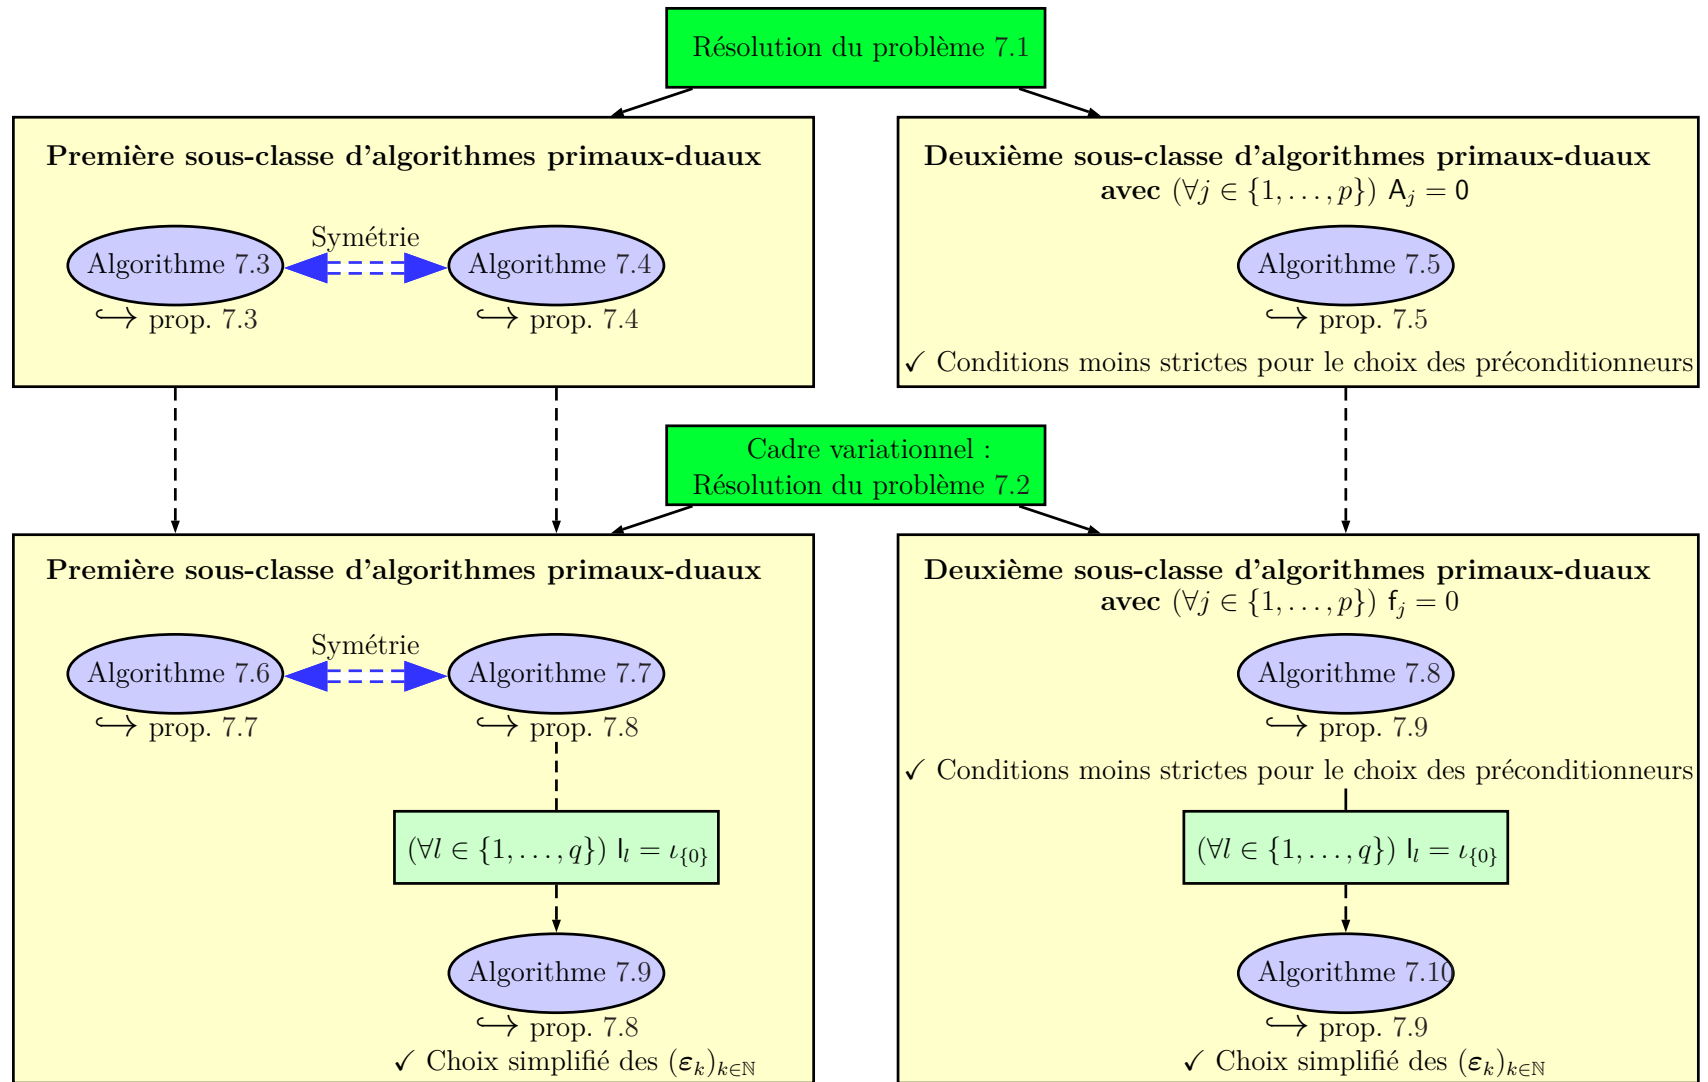 Résolution du problème 7.1
Première sous-classe d'algorithmes primaux-duaux
Symétrie
Algorithme 7.3
Algorithme 7.4
↪ prop. 7.3
↪ prop. 7.4
Deuxième sous-classe d'algorithmes primaux-duaux
avec (∀j ∈ {1, . . . , p}) A_j = 0
Algorithme 7.5
↪ prop. 7.5
✓ Conditions moins strictes pour le choix des préconditionneurs
Cadre variationnel :
Résolution du problème 7.2
Première sous-classe d'algorithmes primaux-duaux
Symétrie
Algorithme 7.6
Algorithme 7.7
↪ prop. 7.7
↪ prop. 7.8
(∀l ∈ {1, . . . , q}) l_l = ι_{0}
Algorithme 7.9
↪ prop. 7.8
✓ Choix simplifié des (ε_k)_{k∈ℕ}
Deuxième sous-classe d'algorithmes primaux-duaux
avec (∀j ∈ {1, . . . , p}) f_j = 0
Algorithme 7.8
↪ prop. 7.9
✓ Conditions moins strictes pour le choix des préconditionneurs
(∀l ∈ {1, . . . , q}) l_l = ι_{0}
Algorithme 7.10
↪ prop. 7.9
✓ Choix simplifié des (ε_k)_{k∈ℕ}